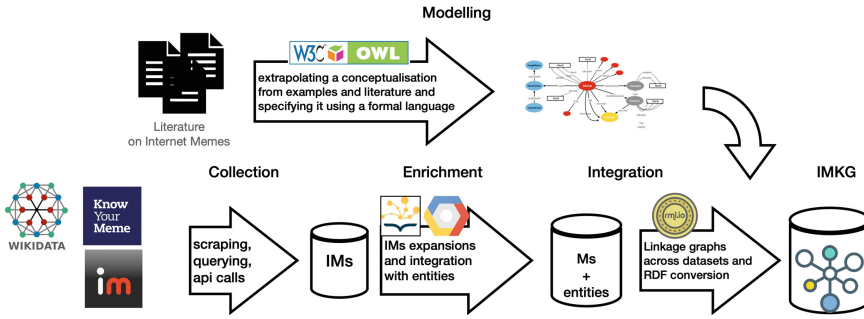 Modelling
W3C OWL
extrapolating a conceptualisation
from examples and literature and
specifying it using a formal language
Literature
on Internet Memes
Collection
Enrichment
Integration
IMKG
WIKIDATA
Know
Your
Meme
im
scraping,
querying,
api calls
IMs
IMs expansions
and integration
with entities
Ms
+
entities
rml.io
Linkage graphs
across datasets and
RDF conversion